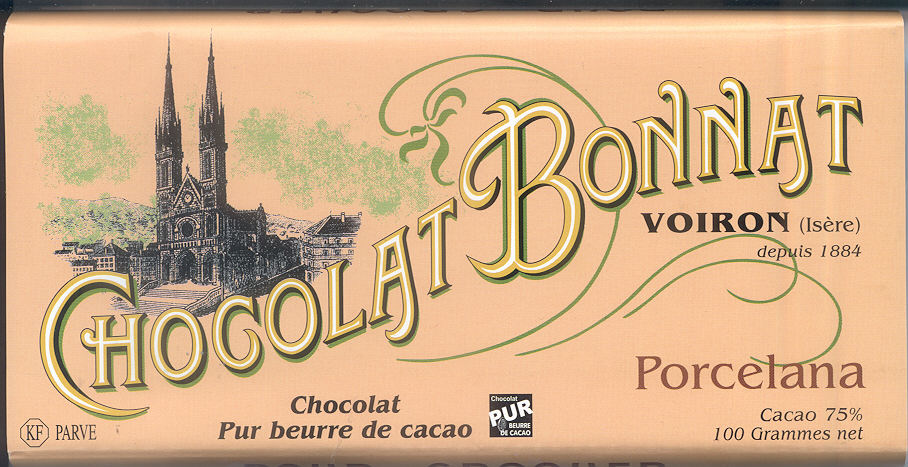 CHOCOLAT BONNAT
VOIRON (Isère)
depuis 1884
Porcelana
Cacao 75%
100 Grammes net
Chocolat
Pur beurre de cacao
Chocolat
PUR
BEURRE
DE CACAO
KF PARVE